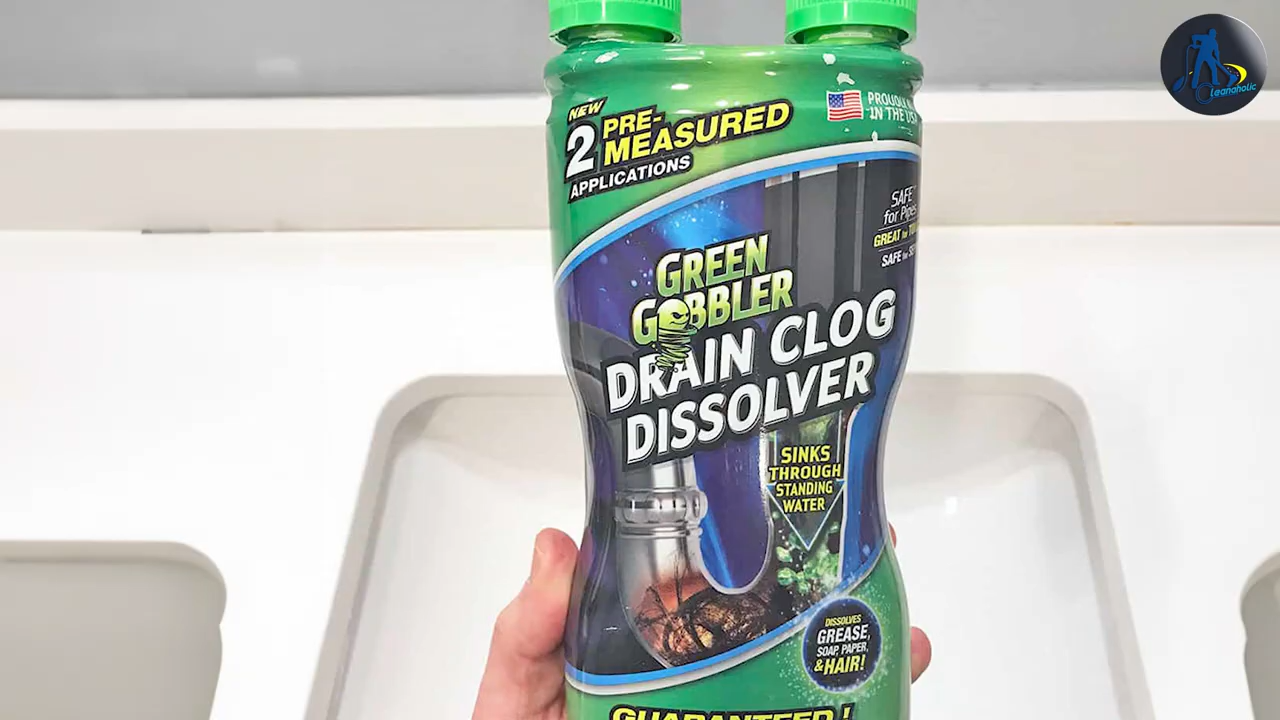 Cleanaholic
NEW
2 PRE-
MEASURED
APPLICATIONS
IN THE USA
SAFE
for Pipes
GREAT for
SAFE for
GREEN
GOBBLER
DRAIN CLOG
DISSOLVER
SINKS
THROUGH
STANDING
WATER
DISSOLVES
GREASE,
SOAP, PAPER,
& HAIR!
GUARANTEED!